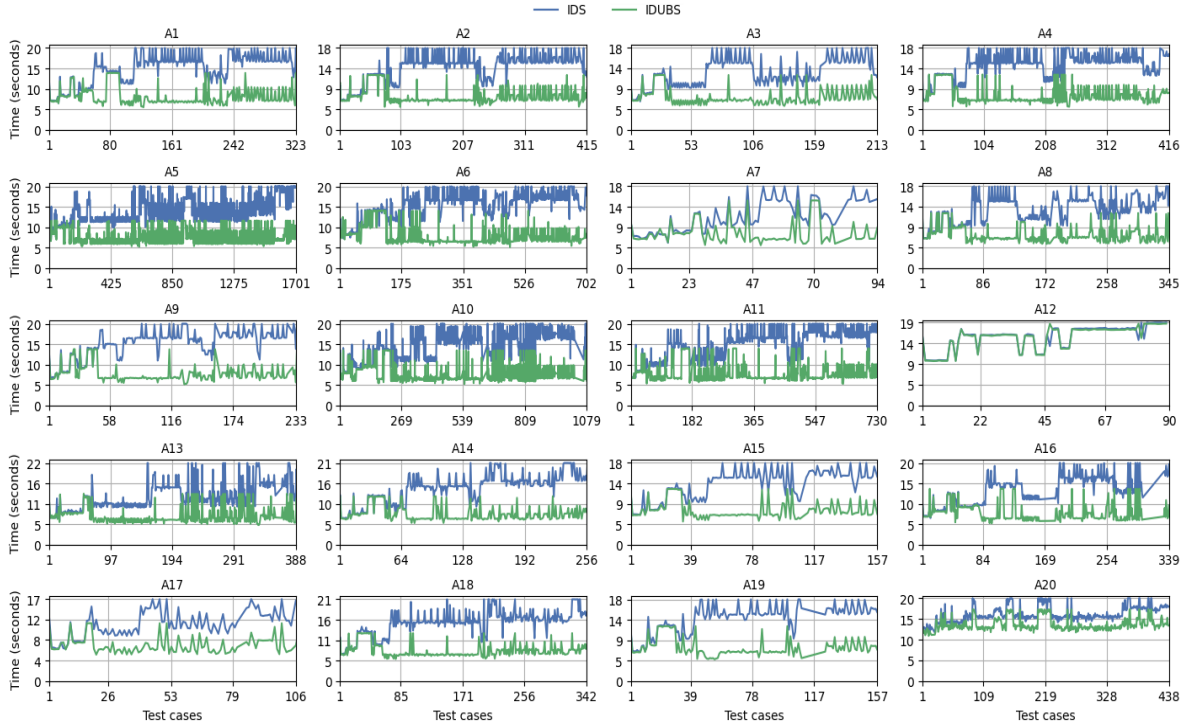 IDS IDUBS
A1 A2 A3 A4
Time (seconds)
20 15 10 5 0
1 80 161 242 323
18 14 9 5 0
1 103 207 311 415
18 14 9 5 0
1 53 106 159 213
18 14 9 5 0
1 104 208 312 416
A5 A6 A7 A8
Time (seconds)
20 15 10 5 0
1 425 850 1275 1701
20 15 10 5 0
1 175 351 526 702
18 14 9 5 0
1 23 47 70 94
18 14 9 5 0
1 86 172 258 345
A9 A10 A11 A12
Time (seconds)
20 15 10 5 0
1 58 116 174 233
20 15 10 5 0
1 269 539 809 1079
20 15 10 5 0
1 182 365 547 730
19 14 9 5 0
1 22 45 67 90
A13 A14 A15 A16
Time (seconds)
22 16 11 5 0
1 97 194 291 388
21 16 10 5 0
1 64 128 192 256
18 14 9 5 0
1 39 78 117 157
20 15 10 5 0
1 84 169 254 339
A17 A18 A19 A20
Time (seconds)
17 12 8 4 0
1 26 53 79 106
Test cases
21 16 11 5 0
1 85 171 256 342
Test cases
18 14 9 5 0
1 39 78 117 157
Test cases
20 15 10 5 0
1 109 219 328 438
Test cases